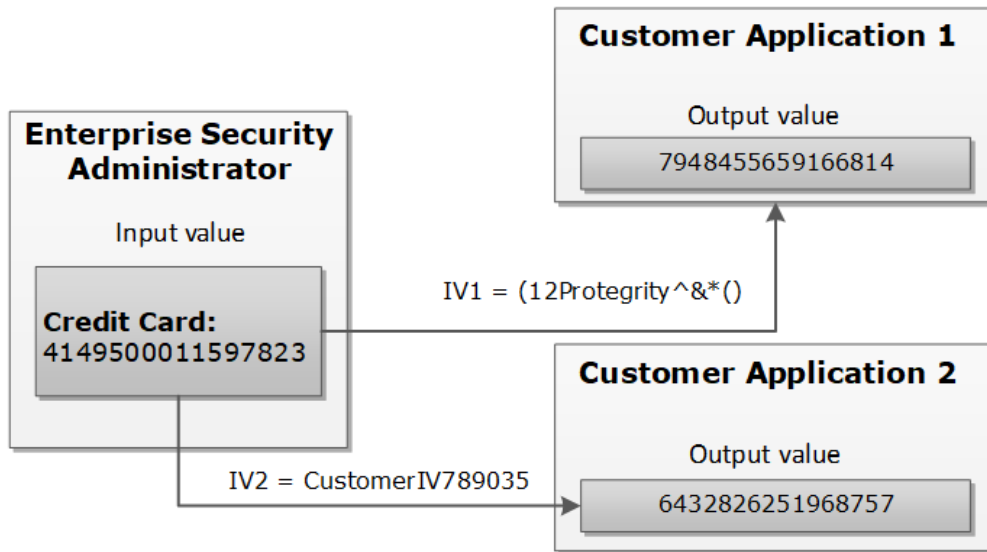 Enterprise Security
Administrator
Input value
Credit Card:
4149500011597823
IV1 = (12Protegrity^&*()
IV2 = CustomerIV789035
Customer Application 1
Output value
7948455659166814
Customer Application 2
Output value
6432826251968757